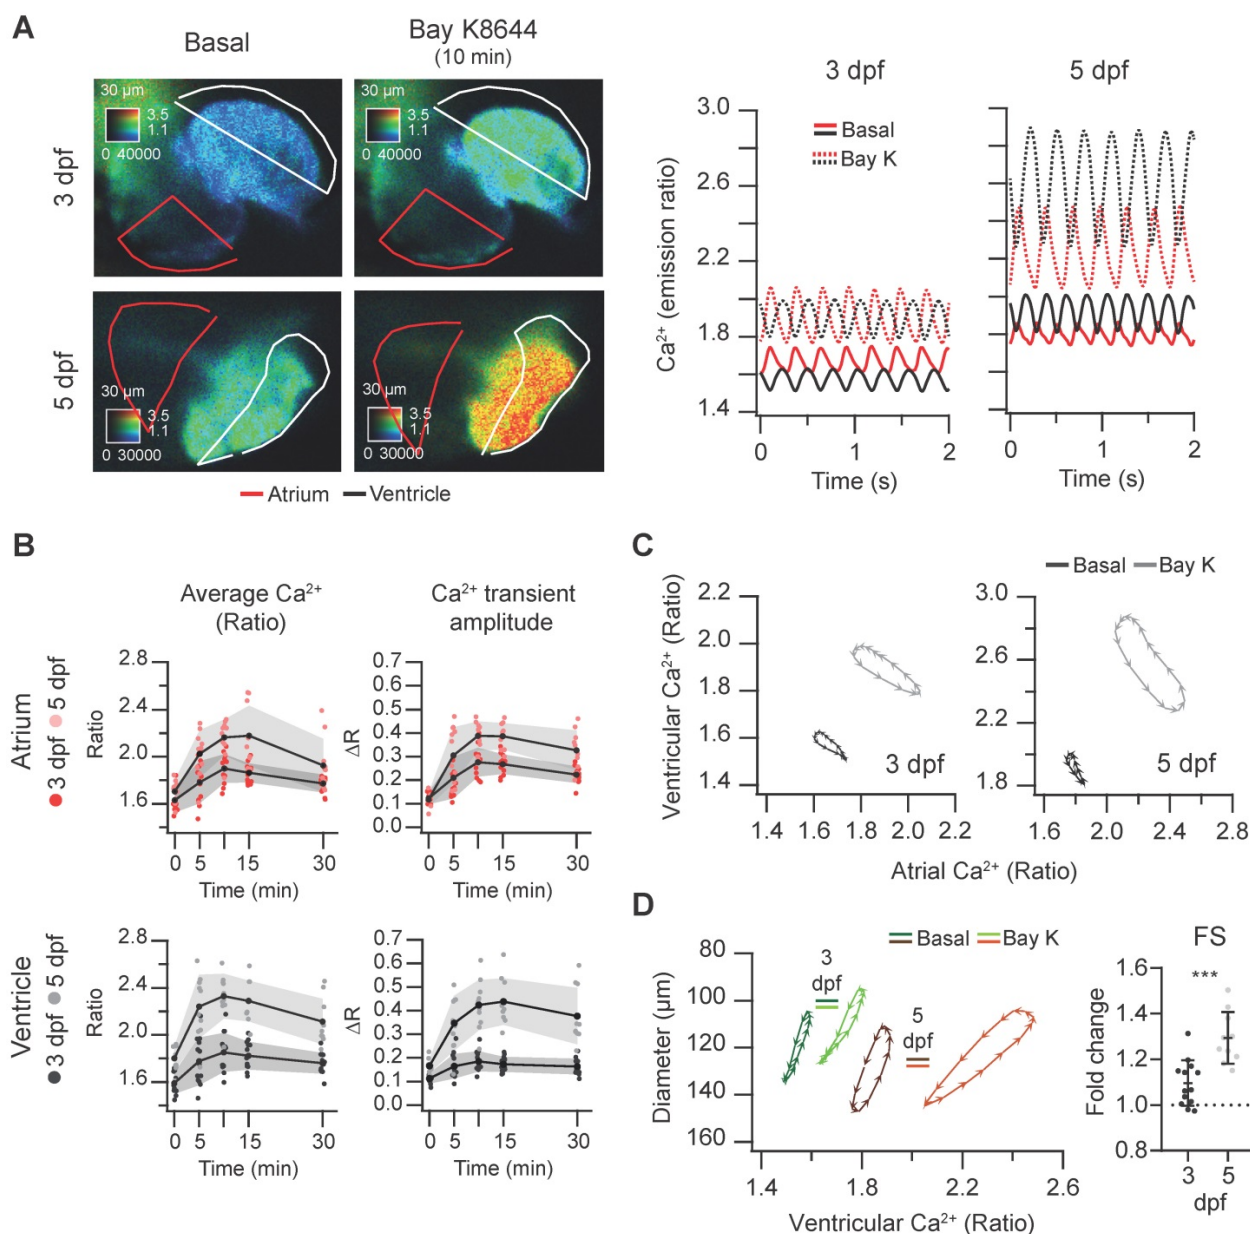 A
Basal
Bay K8644
(10 min)
3 dpf
30 µm
3.5
1.1
0 40000
30 µm
3.5
1.1
0 40000
5 dpf
30 µm
3.5
1.1
0 30000
30 µm
3.5
1.1
0 30000
Atrium
Ventricle
3 dpf
5 dpf
Basal
Bay K
Ca²⁺ (emission ratio)
3.0
2.6
2.2
1.8
1.4
0 1 2
Time (s)
0 1 2
Time (s)
B
Average Ca²⁺
(Ratio)
Ca²⁺ transient
amplitude
Atrium
3 dpf 5 dpf
Ratio
2.8
2.4
2.0
1.6
0 5 10 15 30
Time (min)
ΔR
0.7
0.6
0.5
0.4
0.3
0.2
0.1
0.0
0 5 10 15 30
Time (min)
Ventricle
3 dpf 5 dpf
Ratio
2.8
2.4
2.0
1.6
0 5 10 15 30
Time (min)
ΔR
0.7
0.6
0.5
0.4
0.3
0.2
0.1
0.0
0 5 10 15 30
Time (min)
C
Basal
Bay K
Ventricular Ca²⁺ (Ratio)
2.2
2.0
1.8
1.6
1.4
1.4 1.6 1.8 2.0 2.2
3 dpf
3.0
2.6
2.2
1.8
1.6 2.0 2.4 2.8
5 dpf
Atrial Ca²⁺ (Ratio)
D
Basal
Bay K
3
dpf
5
dpf
Diameter (µm)
80
100
120
140
160
1.4 1.8 2.2 2.6
Ventricular Ca²⁺ (Ratio)
FS
***
Fold change
1.6
1.4
1.2
1.0
0.8
3 5
dpf